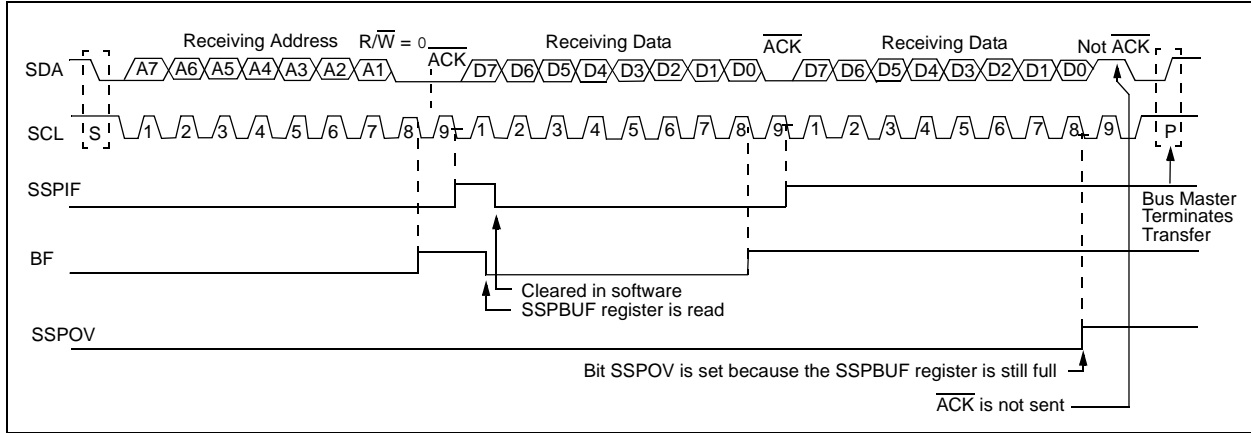 Receiving Address R/W̅ = 0 A̅C̅K̅ Receiving Data A̅C̅K̅ Receiving Data Not A̅C̅K̅
SDA A7 A6 A5 A4 A3 A2 A1 D7 D6 D5 D4 D3 D2 D1 D0 D7 D6 D5 D4 D3 D2 D1 D0
SCL S 1 2 3 4 5 6 7 8 9 1 2 3 4 5 6 7 8 9 1 2 3 4 5 6 7 8 9 P
SSPIF
Bus Master
Terminates
Transfer
BF
Cleared in software
SSPBUF register is read
SSPOV
Bit SSPOV is set because the SSPBUF register is still full
A̅C̅K̅ is not sent